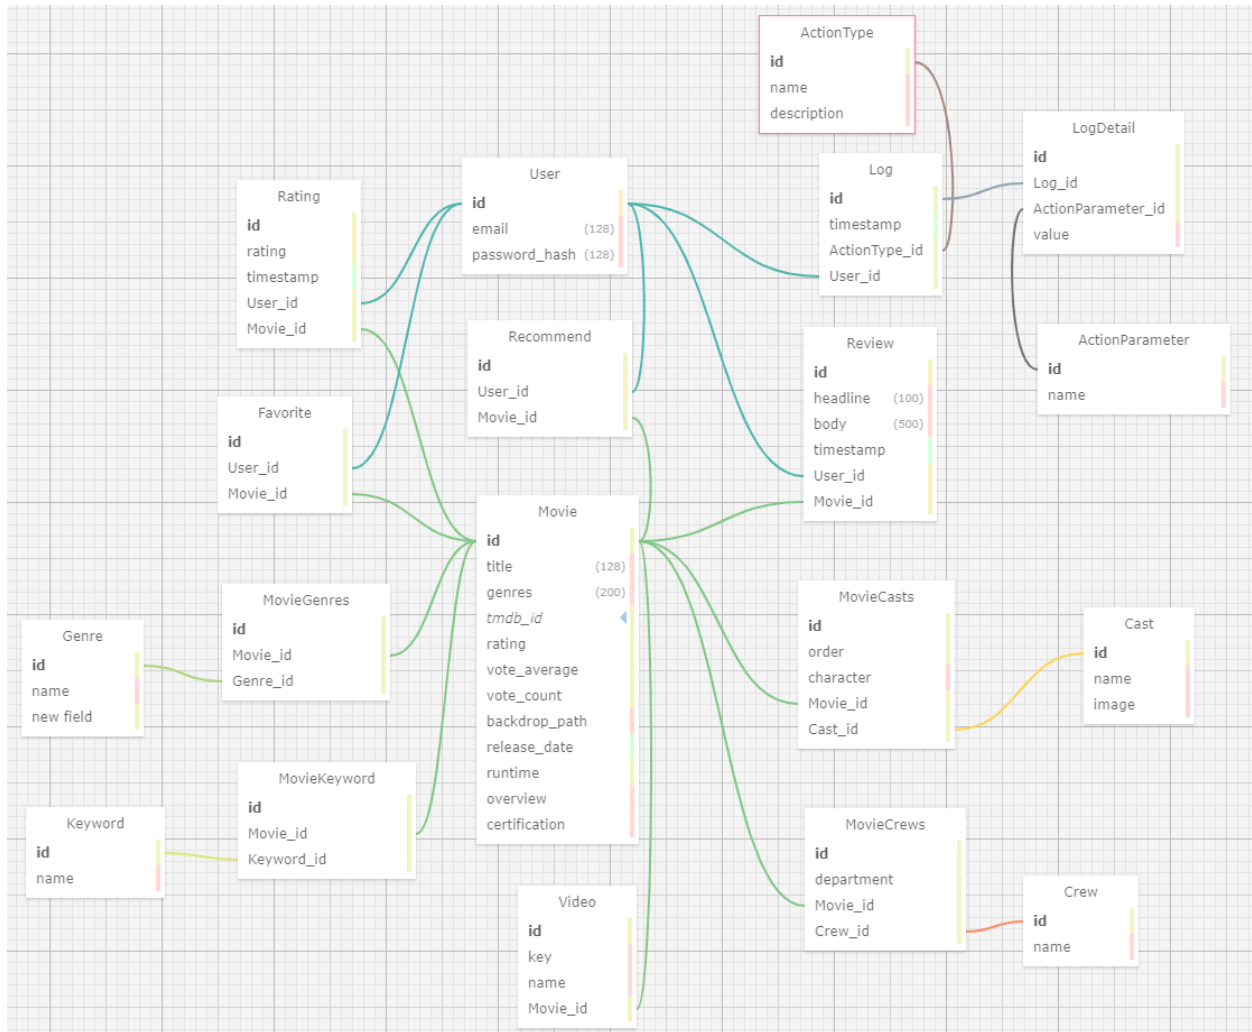 ActionType
id
name
description
LogDetail
id
Log_id
ActionParameter_id
value
Log
id
timestamp
ActionType_id
User_id
User
id
email (128)
password_hash (128)
Rating
id
rating
timestamp
User_id
Movie_id
Recommend
id
User_id
Movie_id
Review
id
headline (100)
body (500)
timestamp
User_id
Movie_id
ActionParameter
id
name
Favorite
id
User_id
Movie_id
Movie
id
title (128)
genres (200)
tmdb_id
rating
vote_average
vote_count
backdrop_path
release_date
runtime
overview
certification
MovieGenres
id
Movie_id
Genre_id
Genre
id
name
new field
MovieCasts
id
order
character
Movie_id
Cast_id
Cast
id
name
image
MovieKeyword
id
Movie_id
Keyword_id
Keyword
id
name
MovieCrews
id
department
Movie_id
Crew_id
Crew
id
name
Video
id
key
name
Movie_id